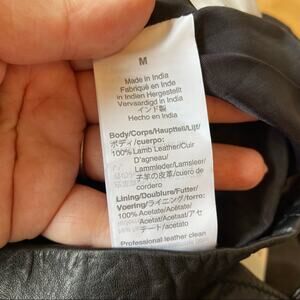 M
Made in India
Fabriqué en Inde
in Indien Hergestellt
Vervaardigd in India
インド製
Hecho en India
Body/Corps/Hauptteil/Lijf/
ボディ/cuerpo:
100% Lamb Leather/Cuir
D'agneau/
Lammleder/Lamsleer/
子羊の皮革/cuero de
cordero
Lining/Doublure/Futter/
Voering/ライニング/torro:
100% Acetate/Acétate/
Acetat/Acetaat/アセ
テート/acetato
Professional leather clean